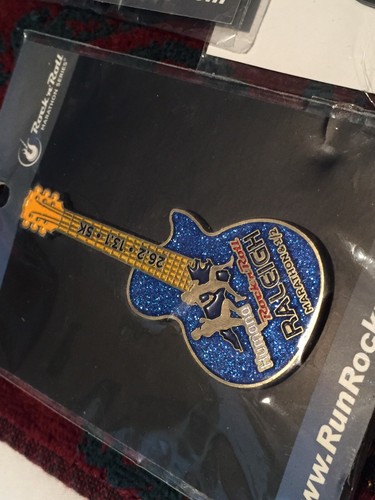 Rock'n'Roll
MARATHON SERIES
26.2 • 13.1 • 5K
Humana
Rock'n'Roll
RALEIGH
MARATHON & 1/2
www.RunRock